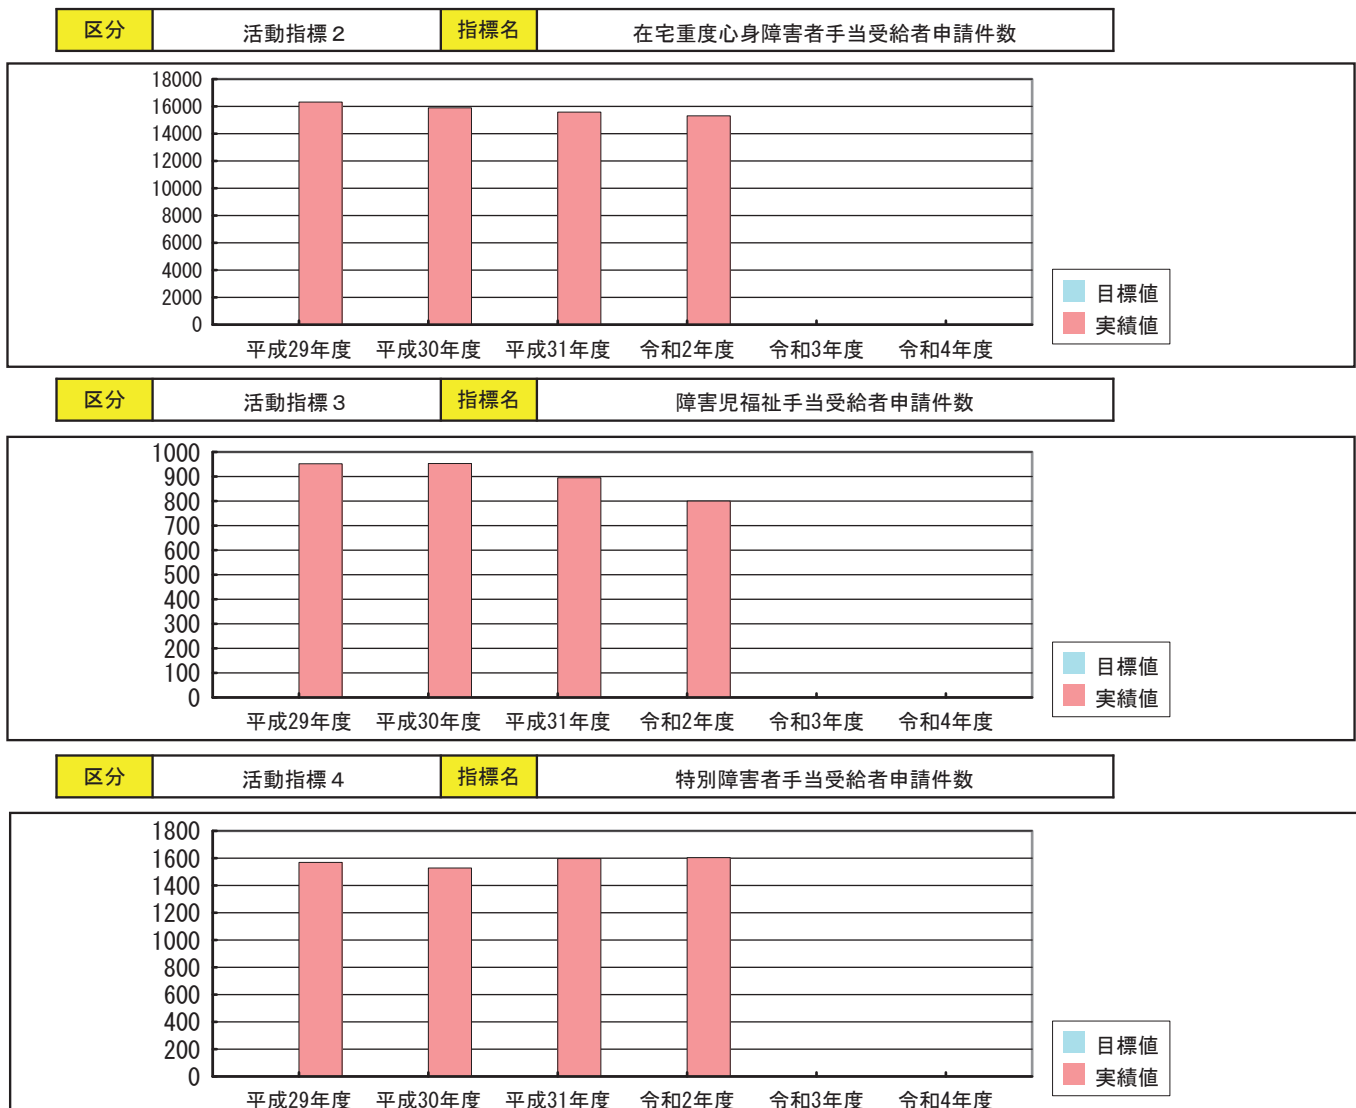 区分 活動指標２ 指標名 在宅重度心身障害者手当受給者申請件数
18000
16000
14000
12000
10000
8000
6000
4000
2000
0
平成29年度 平成30年度 平成31年度 令和2年度 令和3年度 令和4年度
目標値
実績値
区分 活動指標３ 指標名 障害児福祉手当受給者申請件数
1000
900
800
700
600
500
400
300
200
100
0
平成29年度 平成30年度 平成31年度 令和2年度 令和3年度 令和4年度
目標値
実績値
区分 活動指標４ 指標名 特別障害者手当受給者申請件数
1800
1600
1400
1200
1000
800
600
400
200
0
平成29年度 平成30年度 平成31年度 令和2年度 令和3年度 令和4年度
目標値
実績値